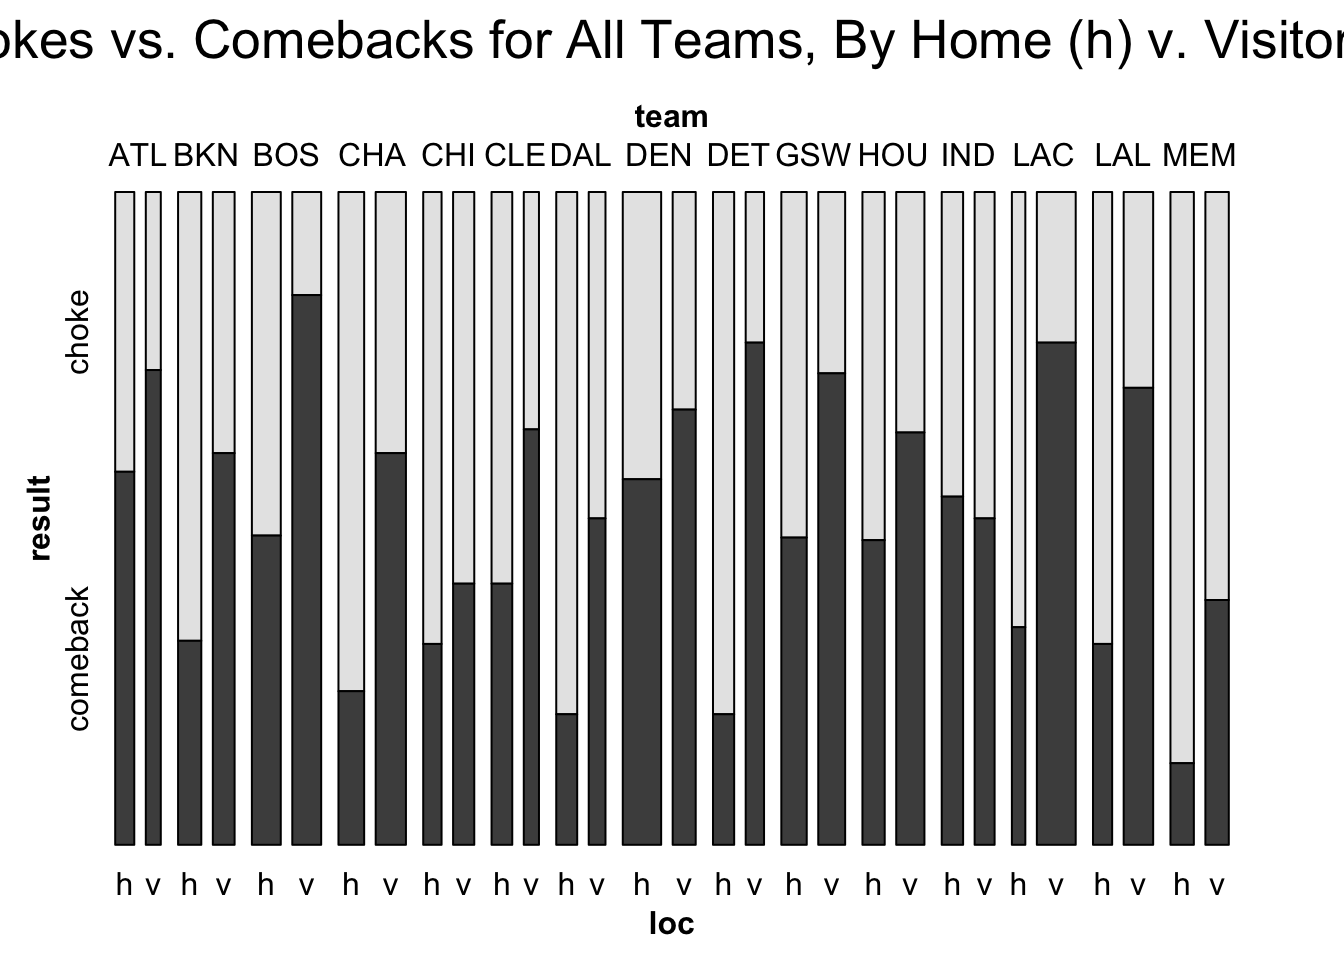 okes vs. Comebacks for All Teams, By Home (h) v. Visitor
team
ATL BKN BOS CHA CHI CLE DAL DEN DET GSW HOU IND LAC LAL MEM
choke
result
comeback
h v h v h v h v h v h v h v h v h v h v h v h v h v h v h v
loc